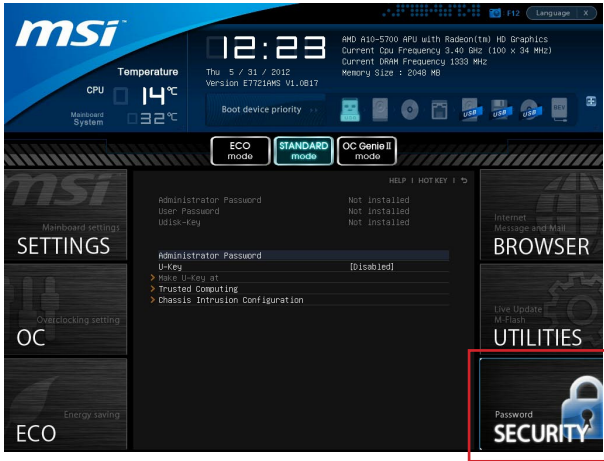 msi
12:23
Thu 5 / 31 / 2012
Version E7721AMS V1.0B17
F12
Language
X
AMD A10-5700 APU with Radeon(tm) HD Graphics
Current Cpu Frequency 3.40 GHz (100 x 34 MHz)
Current DRAM Frequency 1333 MHz
Memory Size : 2048 MB
Temperature
CPU 14℃
Mainboard
System 32℃
Boot device priority
USB USB USB BEV
ECO mode
STANDARD mode
OC Genie II mode
HELP | HOT KEY |
msi
Mainboard settings
SETTINGS
Overclocking setting
OC
Energy saving
ECO
Administrator Password Not installed
User Password Not installed
Udisk-Key Not installed
Administrator Password
U-Key [Disabled]
> Make U-Key at
> Trusted Computing
> Chassis Intrusion Configuration
Internet
Message and Mail
BROWSER
Live Update
M-Flash
UTILITIES
Password
SECURITY